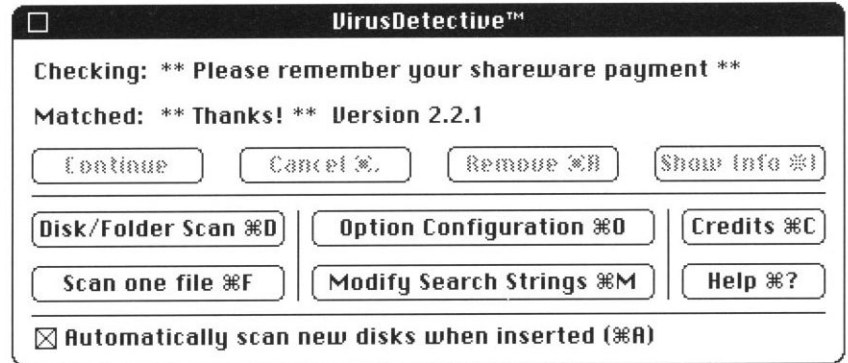 VirusDetective™
Checking: ** Please remember your shareware payment **
Matched: ** Thanks! ** Version 2.2.1
Continue Cancel ⌘. Remove ⌘R Show Info ⌘I
Disk/Folder Scan ⌘D Option Configuration ⌘O Credits ⌘C
Scan one file ⌘F Modify Search Strings ⌘M Help ⌘?
Automatically scan new disks when inserted (⌘A)